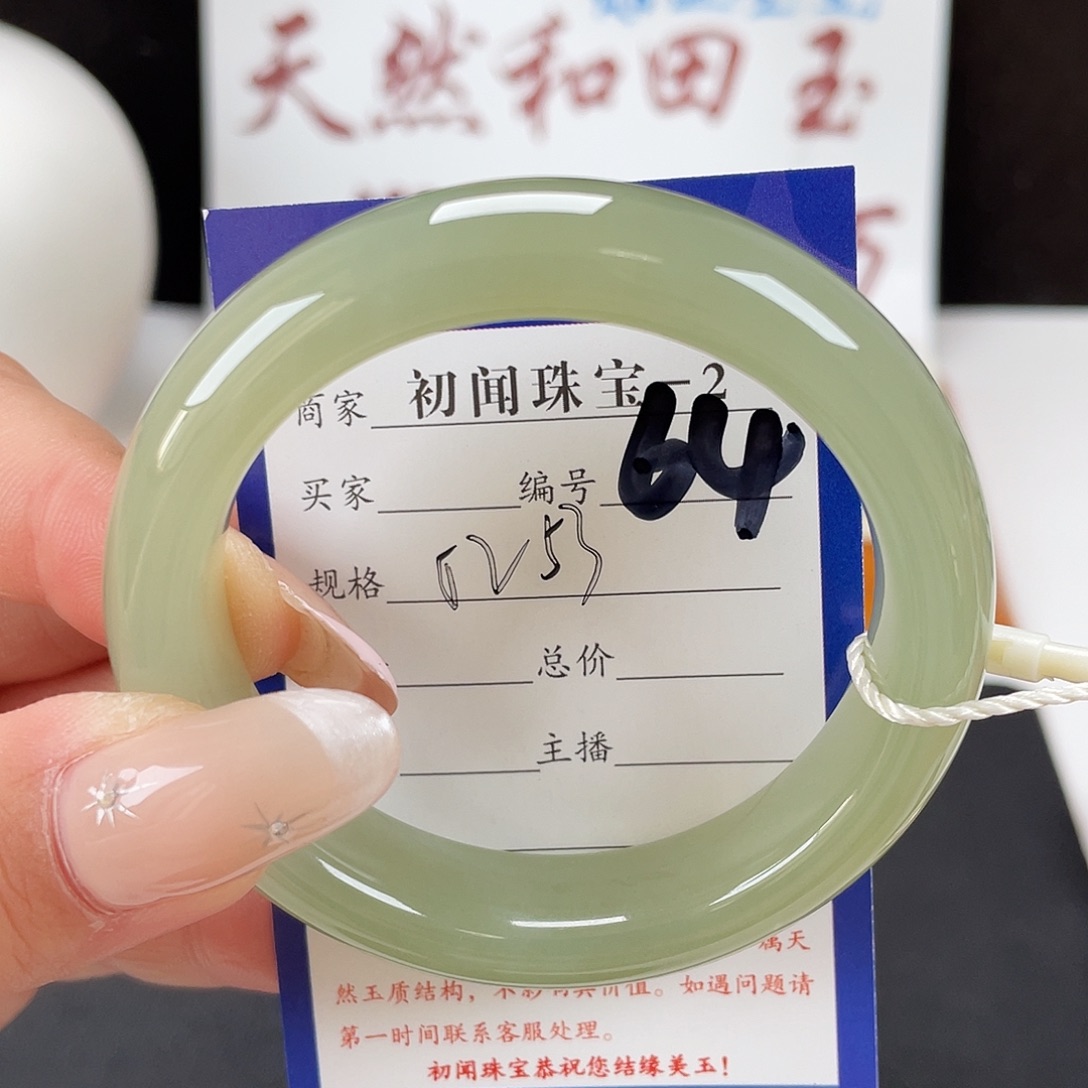 天然和田玉
万
商家 初闻珠宝-2
买家 编号 64
规格
总价
主播
属天
然玉质结构，不影响其价值。如遇问题请
第一时间联系客服处理。
初闻珠宝恭祝您结缘美玉！